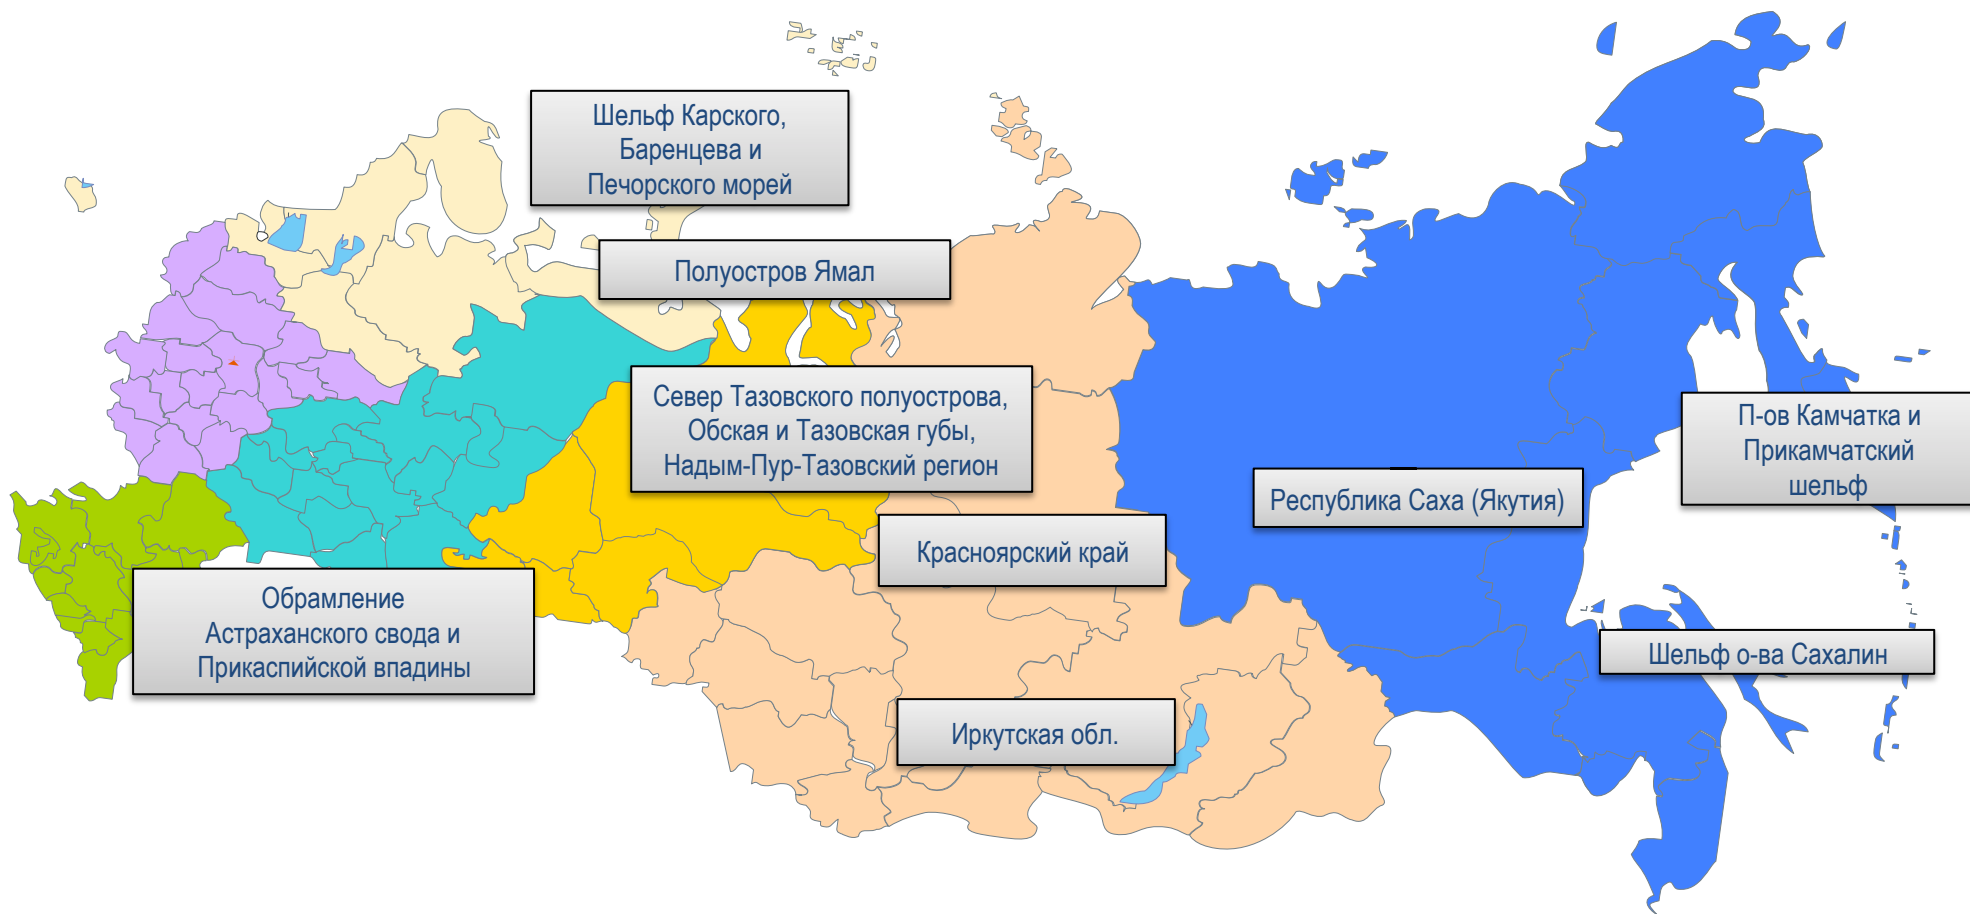 Шельф Карского,
Баренцева и
Печорского морей
Полуостров Ямал
Север Тазовского полуострова,
Обская и Тазовская губы,
Надым-Пур-Тазовский регион
П-ов Камчатка и
Прикамчатский
шельф
Республика Саха (Якутия)
Красноярский край
Обрамление
Астраханского свода и
Прикаспийской впадины
Шельф о-ва Сахалин
Иркутская обл.